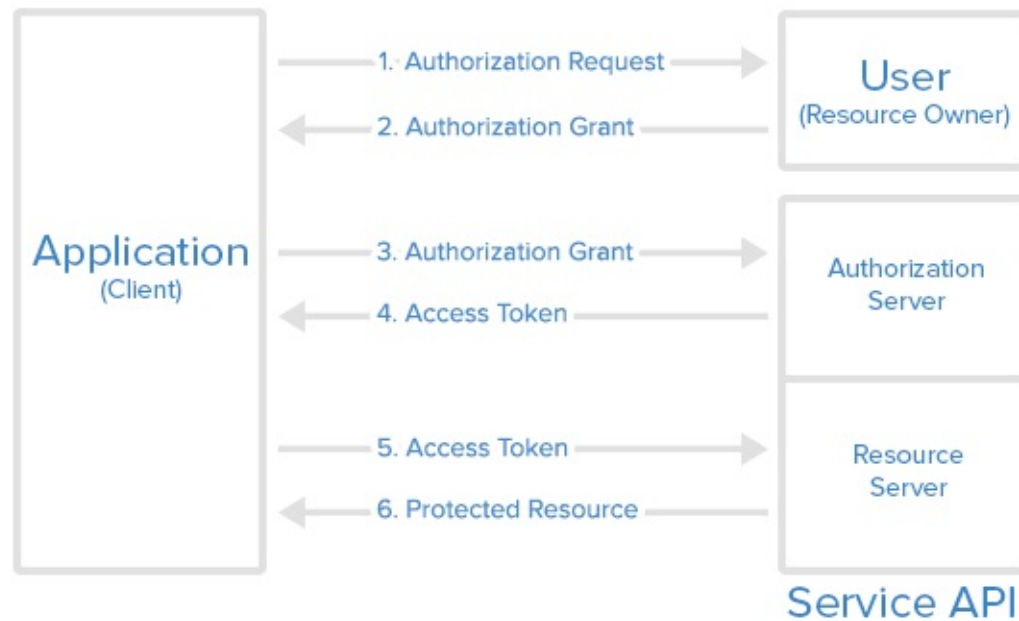 1. Authorization Request
User
(Resource Owner)
2. Authorization Grant
Application
(Client)
3. Authorization Grant
Authorization
Server
4. Access Token
5. Access Token
Resource
Server
6. Protected Resource
Service API